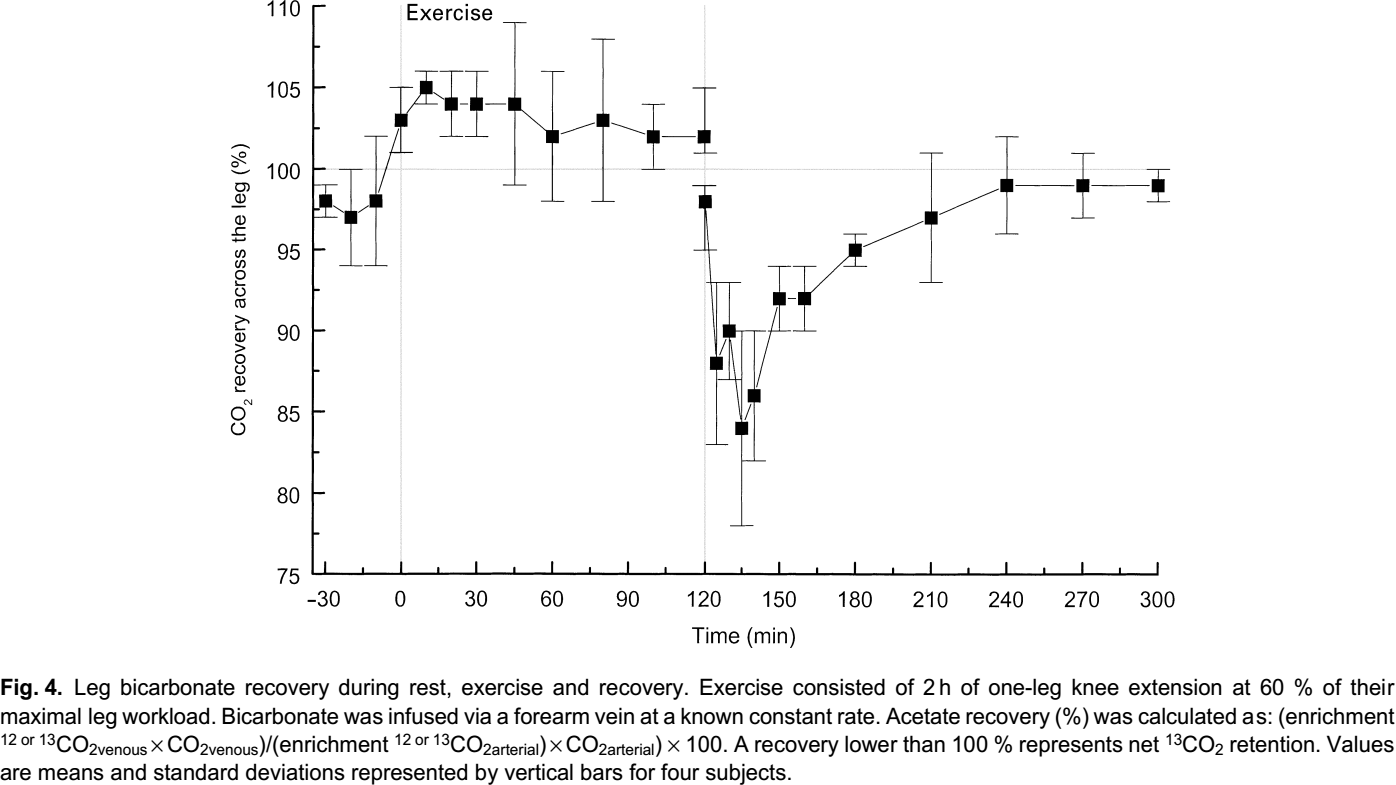 110
Exercise
105
100
95
90
85
80
75
CO2 recovery across the leg (%)
–30 0 30 60 90 120 150 180 210 240 270 300
Time (min)
Fig. 4. Leg bicarbonate recovery during rest, exercise and recovery. Exercise consisted of 2 h of one-leg knee extension at 60 % of their
maximal leg workload. Bicarbonate was infused via a forearm vein at a known constant rate. Acetate recovery (%) was calculated as: (enrichment
12 or 13CO2venous × CO2venous)/(enrichment 12 or 13CO2arterial) × CO2arterial) × 100. A recovery lower than 100 % represents net 13CO2 retention. Values
are means and standard deviations represented by vertical bars for four subjects.